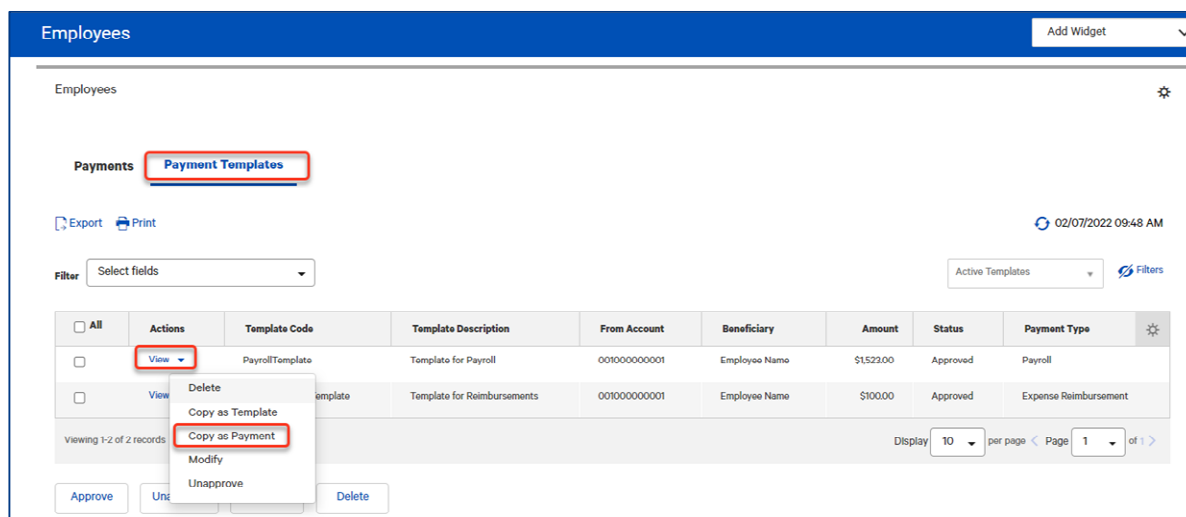 Employees
Add Widget
Employees
Payments
Payment Templates
Export
Print
02/07/2022 09:48 AM
Filter
Select fields
Active Templates
Filters
All
Actions
Template Code
Template Description
From Account
Beneficiary
Amount
Status
Payment Type
View
PayrollTemplate
Template for Payroll
001000000001
Employee Name
$1,523.00
Approved
Payroll
View
emplate
Template for Reimbursements
001000000001
Employee Name
$100.00
Approved
Expense Reimbursement
Delete
Copy as Template
Copy as Payment
Modify
Unapprove
Viewing 1-2 of 2 records
Display
10
per page
Page
1
of 1
Approve
Una
Delete